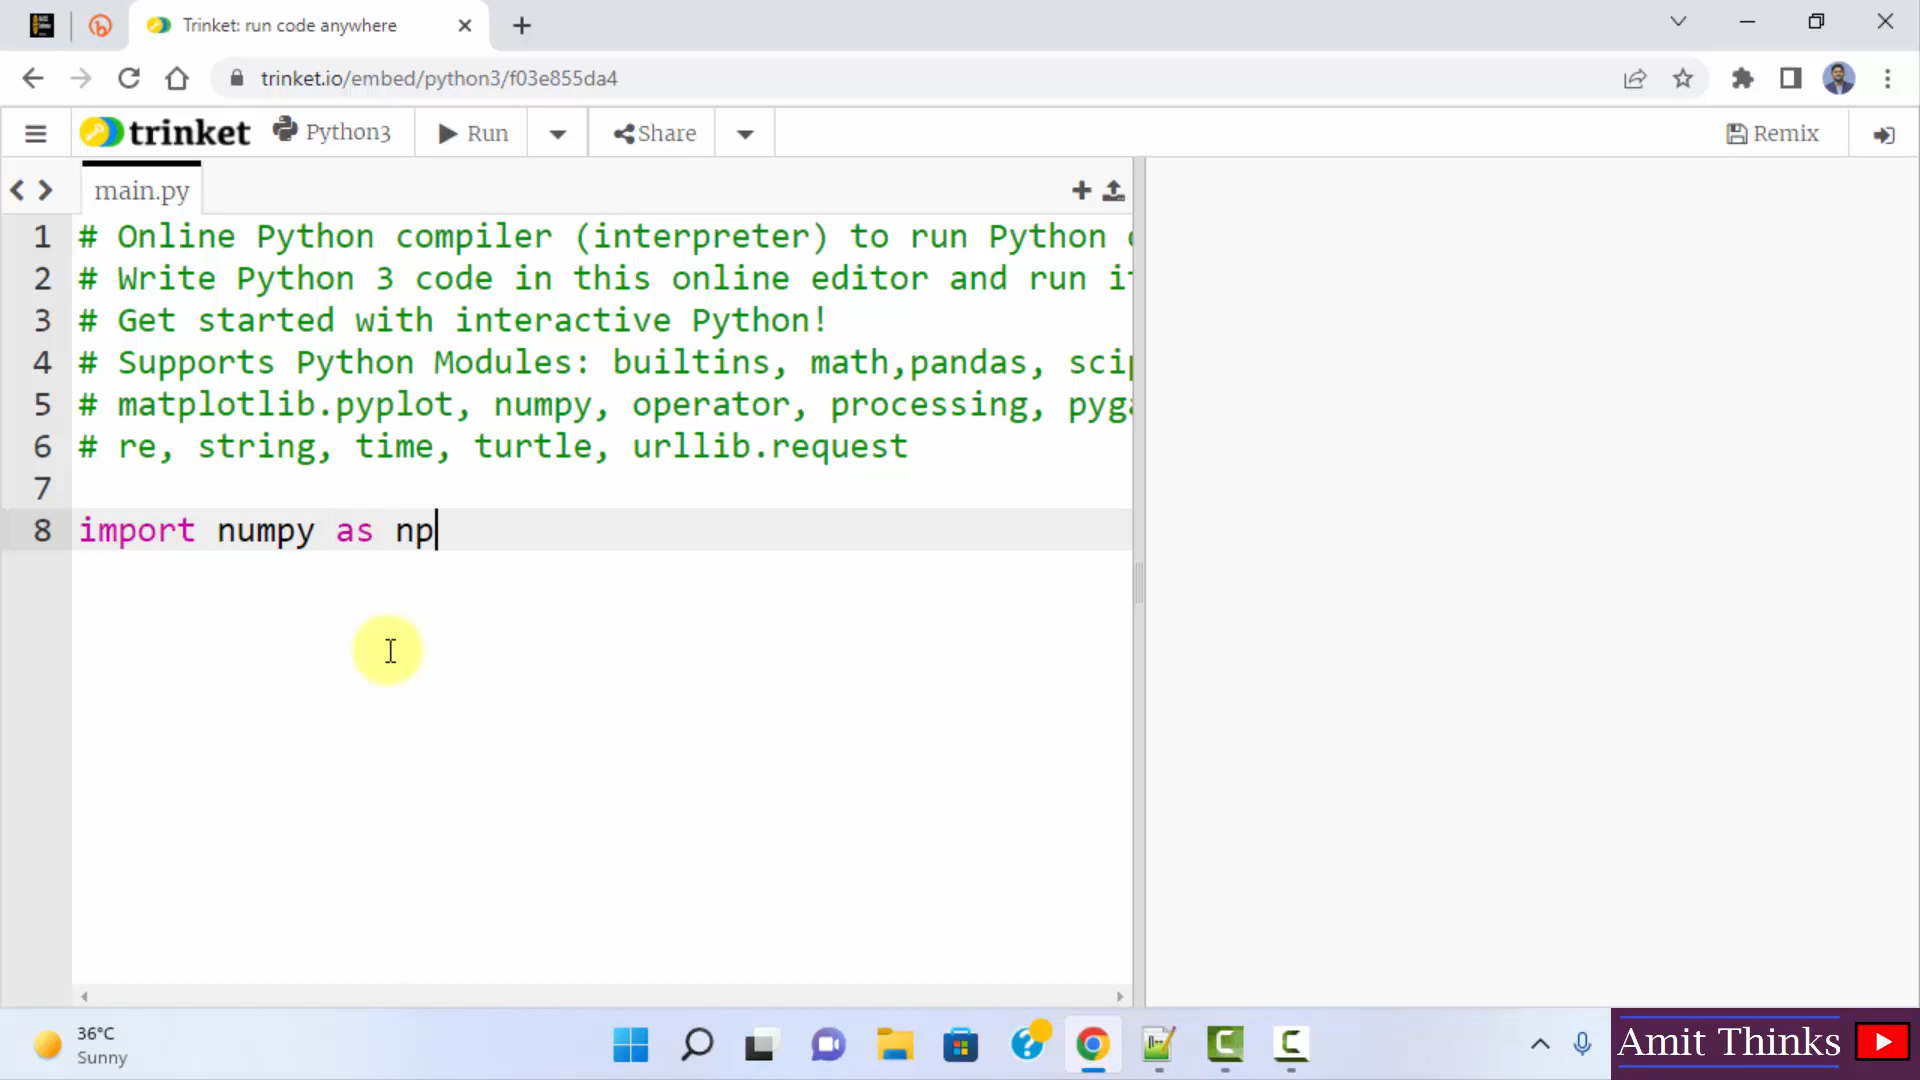 Trinket: run code anywhere
trinket.io/embed/python3/f03e855da4
trinket Python3 Run Share Remix
main.py
1 # Online Python compiler (interpreter) to run Python
2 # Write Python 3 code in this online editor and run
3 # Get started with interactive Python!
4 # Supports Python Modules: builtins, math,pandas,
5 # matplotlib.pyplot, numpy, operator, processing,
6 # re, string, time, turtle, urllib.request
7
8 import numpy as np
36°C
Sunny
Amit Thinks